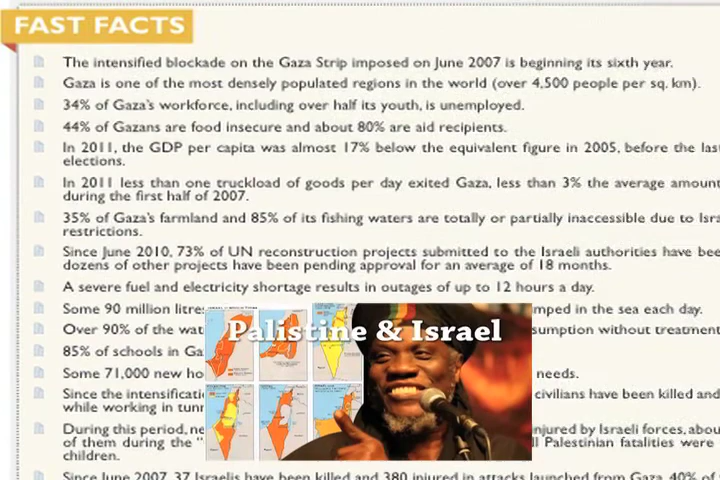 FAST FACTS
The intensified blockade on the Gaza Strip imposed on June 2007 is beginning its sixth year.
Gaza is one of the most densely populated regions in the world (over 4,500 people per sq. km).
34% of Gaza's workforce, including over half its youth, is unemployed.
44% of Gazans are food insecure and about 80% are aid recipients.
In 2011, the GDP per capita was almost 17% below the equivalent figure in 2005, before the last
elections.
In 2011 less than one truckload of goods per day exited Gaza, less than 3% the average amount
during the first half of 2007.
35% of Gaza's farmland and 85% of its fishing waters are totally or partially inaccessible due to Isra
restrictions.
Since June 2010, 73% of UN reconstruction projects submitted to the Israeli authorities have bee
dozens of other projects have been pending approval for an average of 18 months.
A severe fuel and electricity shortage results in outages of up to 12 hours a day.
Some 90 million litre mped in the sea each day.
Palistine & Israel
Over 90% of the wat sumption without treatment
85% of schools in Ga
Some 71,000 new ho needs.
Since the intensificati civilians have been killed and
while working in tunn
During this period, ne injured by Israeli forces, abou
of them during the " ll Palestinian fatalities were
children.
Since June 2007, 37 Israelis have been killed and 380 injured in attacks launched from Gaza, 40% of